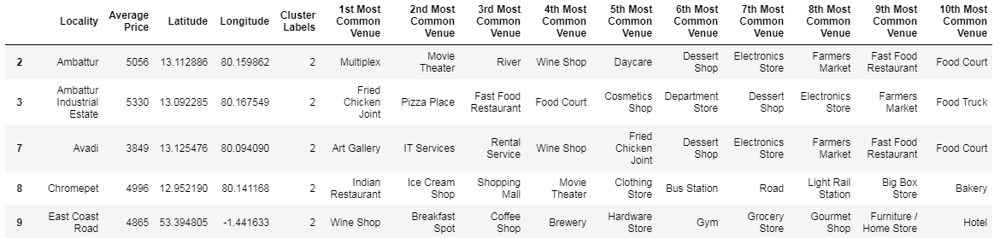 Locality Average Price Latitude Longitude Cluster Labels 1st Most Common Venue 2nd Most Common Venue 3rd Most Common Venue 4th Most Common Venue 5th Most Common Venue 6th Most Common Venue 7th Most Common Venue 8th Most Common Venue 9th Most Common Venue 10th Most Common Venue
2 Ambattur 5056 13.112886 80.159862 2 Multiplex Movie Theater River Wine Shop Daycare Dessert Shop Electronics Store Farmers Market Fast Food Restaurant Food Court
3 Ambattur Industrial Estate 5330 13.092285 80.167549 2 Fried Chicken Joint Pizza Place Fast Food Restaurant Food Court Cosmetics Shop Department Store Dessert Shop Electronics Store Farmers Market Food Truck
7 Avadi 3849 13.125476 80.094090 2 Art Gallery IT Services Rental Service Wine Shop Fried Chicken Joint Dessert Shop Electronics Store Farmers Market Fast Food Restaurant Food Court
8 Chromepet 4996 12.952190 80.141168 2 Indian Restaurant Ice Cream Shop Shopping Mall Movie Theater Clothing Store Bus Station Road Light Rail Station Big Box Store Bakery
9 East Coast Road 4865 53.394805 -1.441633 2 Wine Shop Breakfast Spot Coffee Shop Brewery Hardware Store Gym Grocery Store Gourmet Shop Furniture / Home Store Hotel